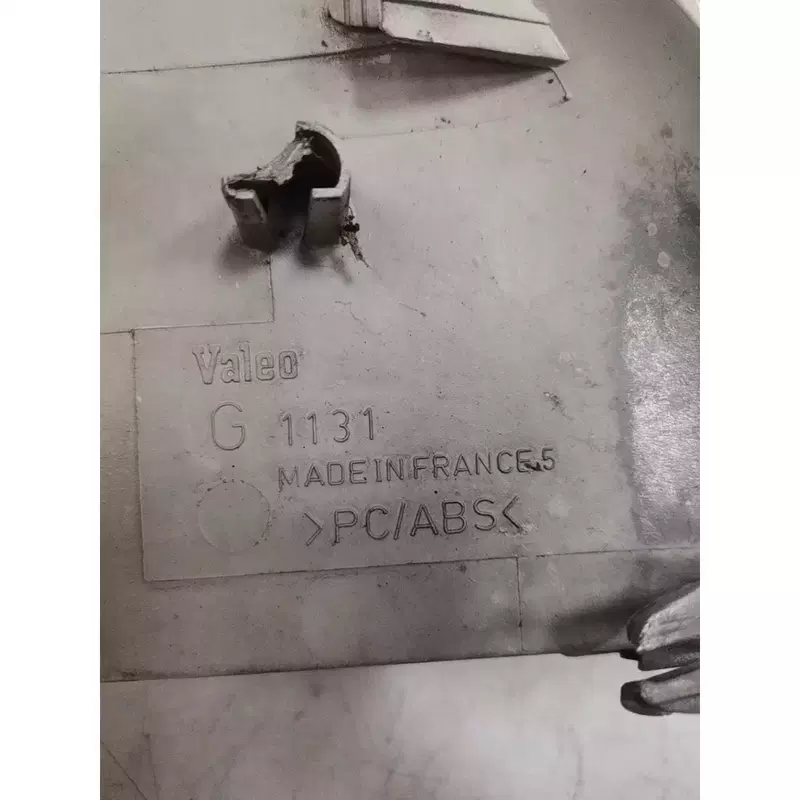 Valeo
G 1131
MADE IN FRANCE 5
>PC/ABS<